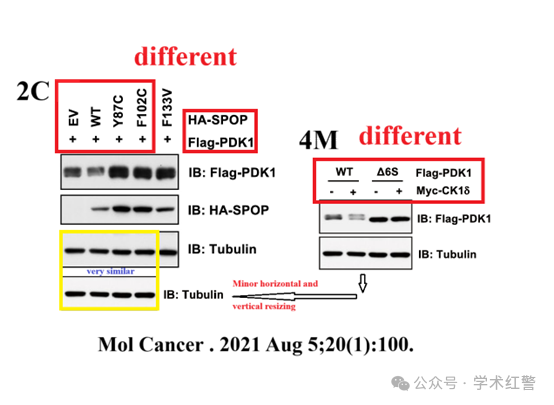 different
2C
EV
WT
Y87C
F102C
F133V
HA-SPOP
+ + + + + Flag-PDK1
IB: Flag-PDK1
IB: HA-SPOP
IB: Tubulin
very similar
IB: Tubulin
4M
different
WT Δ6S Flag-PDK1
- + - + Myc-CK1δ
IB: Flag-PDK1
IB: Tubulin
Minor horizontal and
vertical resizing
Mol Cancer . 2021 Aug 5;20(1):100.
公众号 · 学术红警